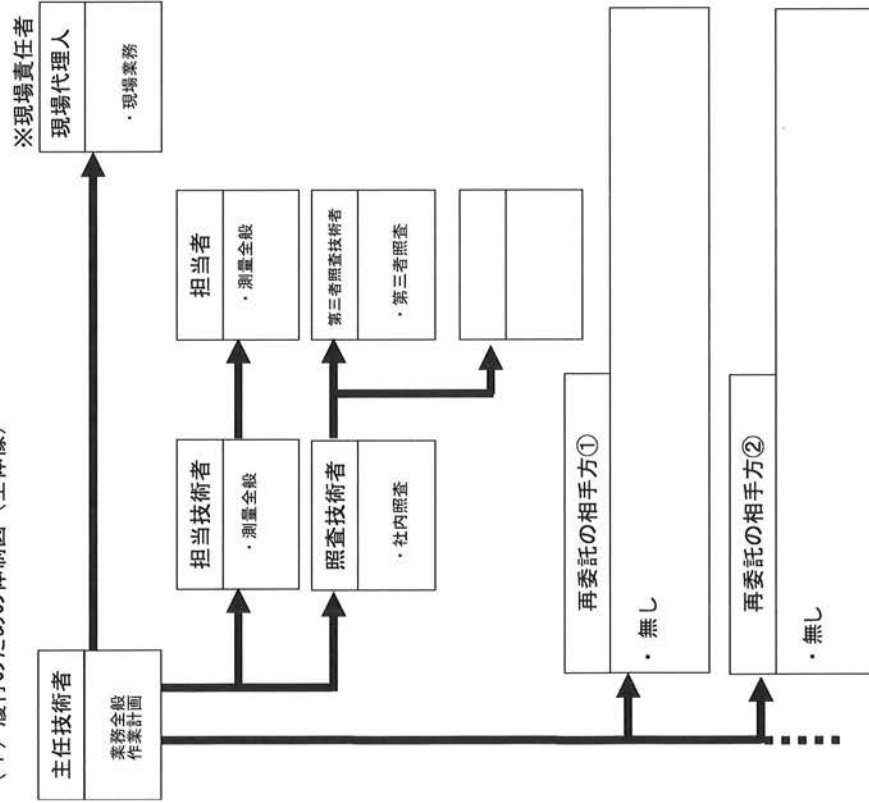 主任技術者
業務全般
作業計画
※現場責任者
現場代理人
・現場業務
担当技術者
・測量全般
担当者
・測量全般
照査技術者
・社内照査
第三者照査技術者
・第三者照査
再委託の相手方①
・無し
再委託の相手方②
・無し